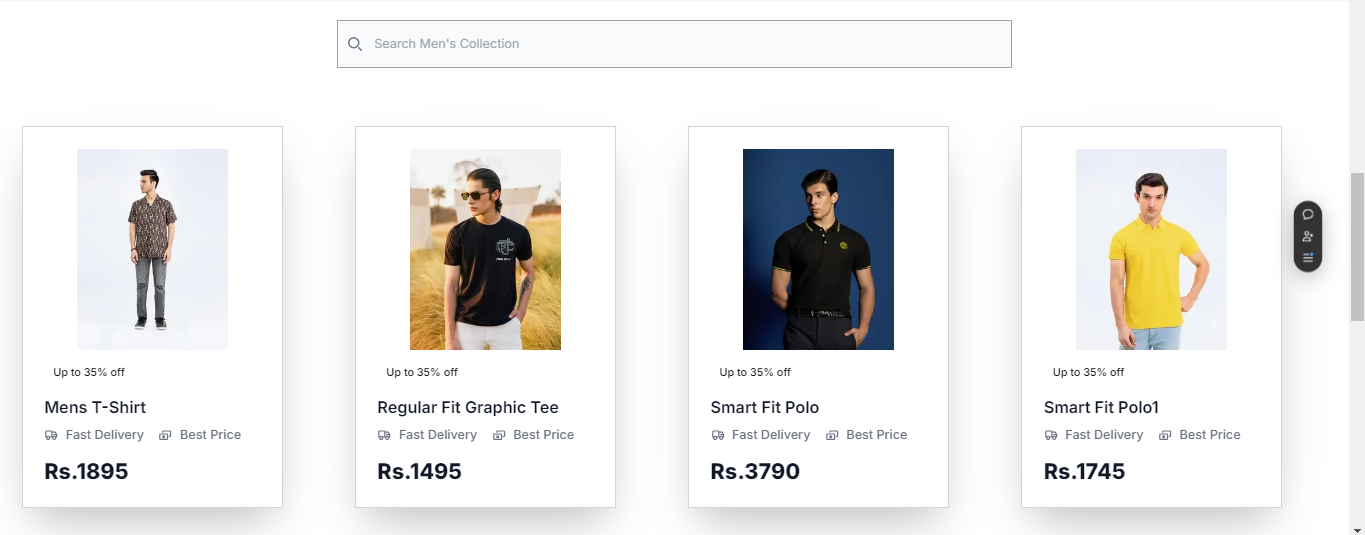 Search Men's Collection
Up to 35% off
Mens T-Shirt
Fast Delivery Best Price
Rs.1895
Up to 35% off
Regular Fit Graphic Tee
Fast Delivery Best Price
Rs.1495
Up to 35% off
Smart Fit Polo
Fast Delivery Best Price
Rs.3790
Up to 35% off
Smart Fit Polo1
Fast Delivery Best Price
Rs.1745